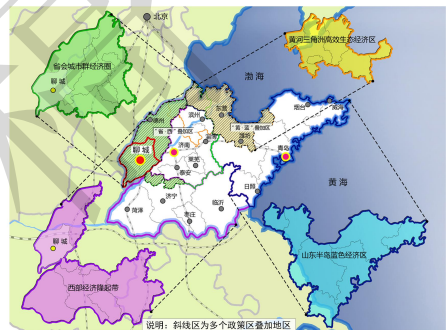 北京
省会城市群经济圈
黄河三角洲高效生态经济区
聊城
渤海
烟台
威海
东营
滨州
德州
"省·西"叠加区
"黄·蓝"叠加区
济南
潍坊
青岛
聊城
莱芜
泰安
黄海
日照
济宁
临沂
菏泽
枣庄
聊城
山东半岛蓝色经济区
西部经济隆起带
说明：斜线区为多个政策区叠加地区